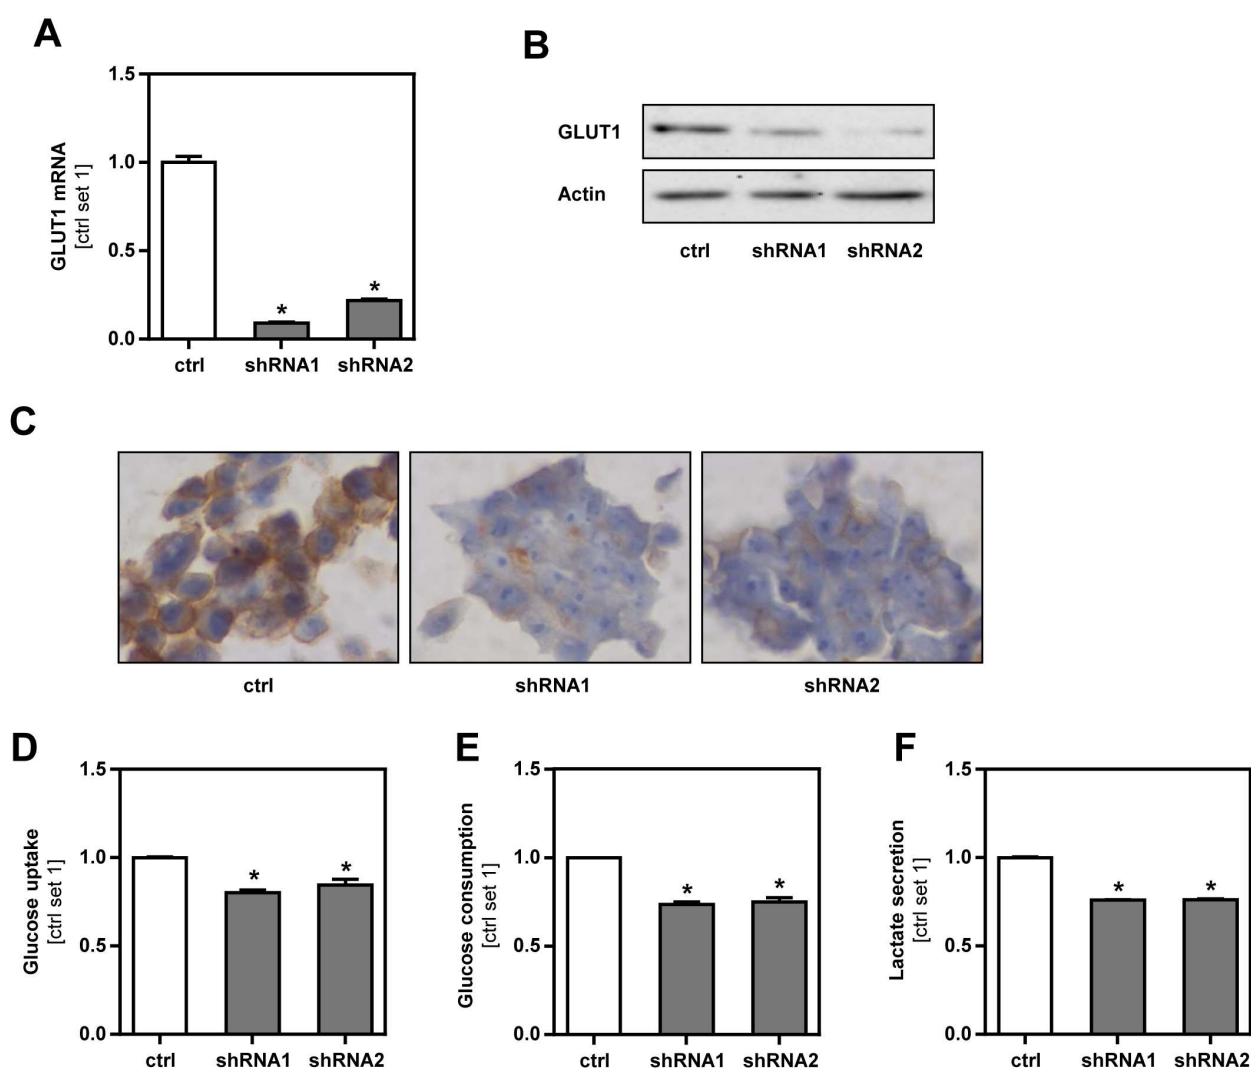 A
GLUT1 mRNA
[ctrl set 1]
1.5
1.0
0.5
0.0
*
*
ctrl shRNA1 shRNA2
B
GLUT1
Actin
ctrl shRNA1 shRNA2
C
ctrl shRNA1 shRNA2
D
Glucose uptake
[ctrl set 1]
1.5
1.0
0.5
0.0
*
*
ctrl shRNA1 shRNA2
E
Glucose consumption
[ctrl set 1]
1.5
1.0
0.5
0.0
*
*
ctrl shRNA1 shRNA2
F
Lactate secretion
[ctrl set 1]
1.5
1.0
0.5
0.0
*
*
ctrl shRNA1 shRNA2